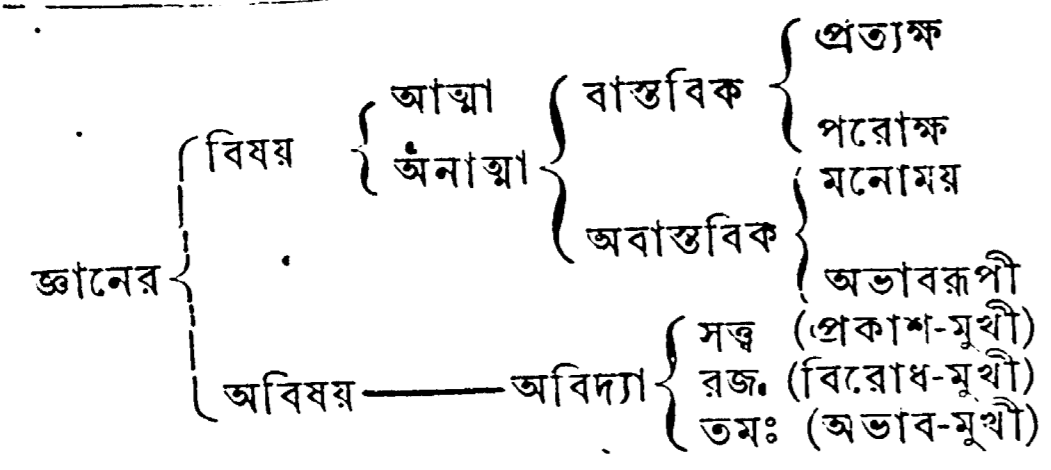 প্রত্যক্ষ
আত্মা বাস্তবিক
বিষয় পরোক্ষ
অনাত্মা মনোময়
অবাস্তবিক
জ্ঞানের অভাবরূপী
সত্ত্ব (প্রকাশ-মুখী)
অবিষয় অবিদ্যা রজ. (বিরোধ-মুখী)
তমঃ (অভাব-মুখী)